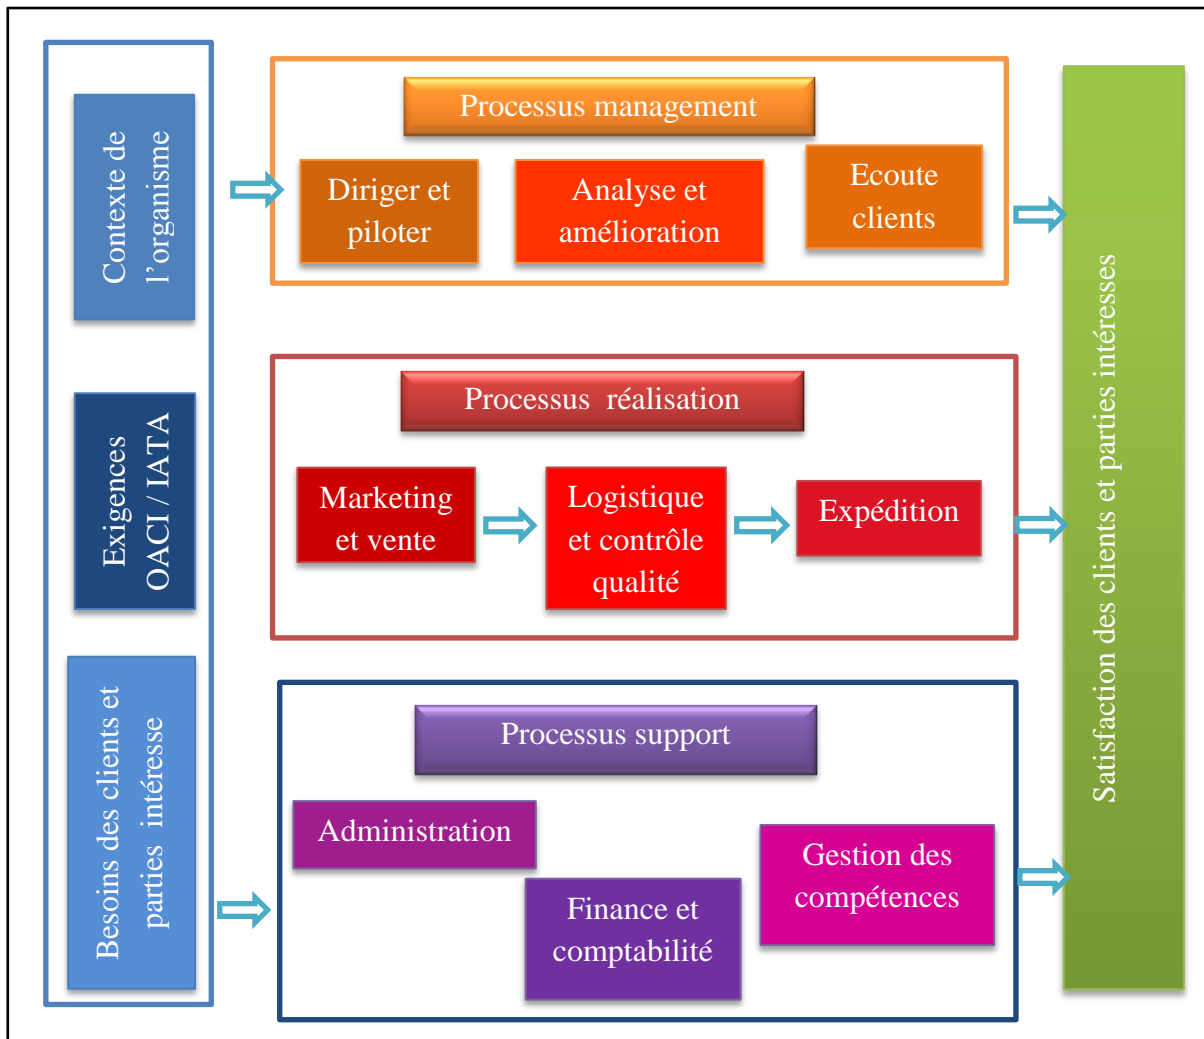 Contexte de
l’organisme
Exigences
OACI / IATA
Besoins des clients et
parties intéresse
Processus management
Diriger et
piloter
Analyse et
amélioration
Ecoute
clients
Processus réalisation
Marketing
et vente
Logistique
et contrôle
qualité
Expédition
Processus support
Administration
Finance et
comptabilité
Gestion des
compétences
Satisfaction des clients et parties intéresses